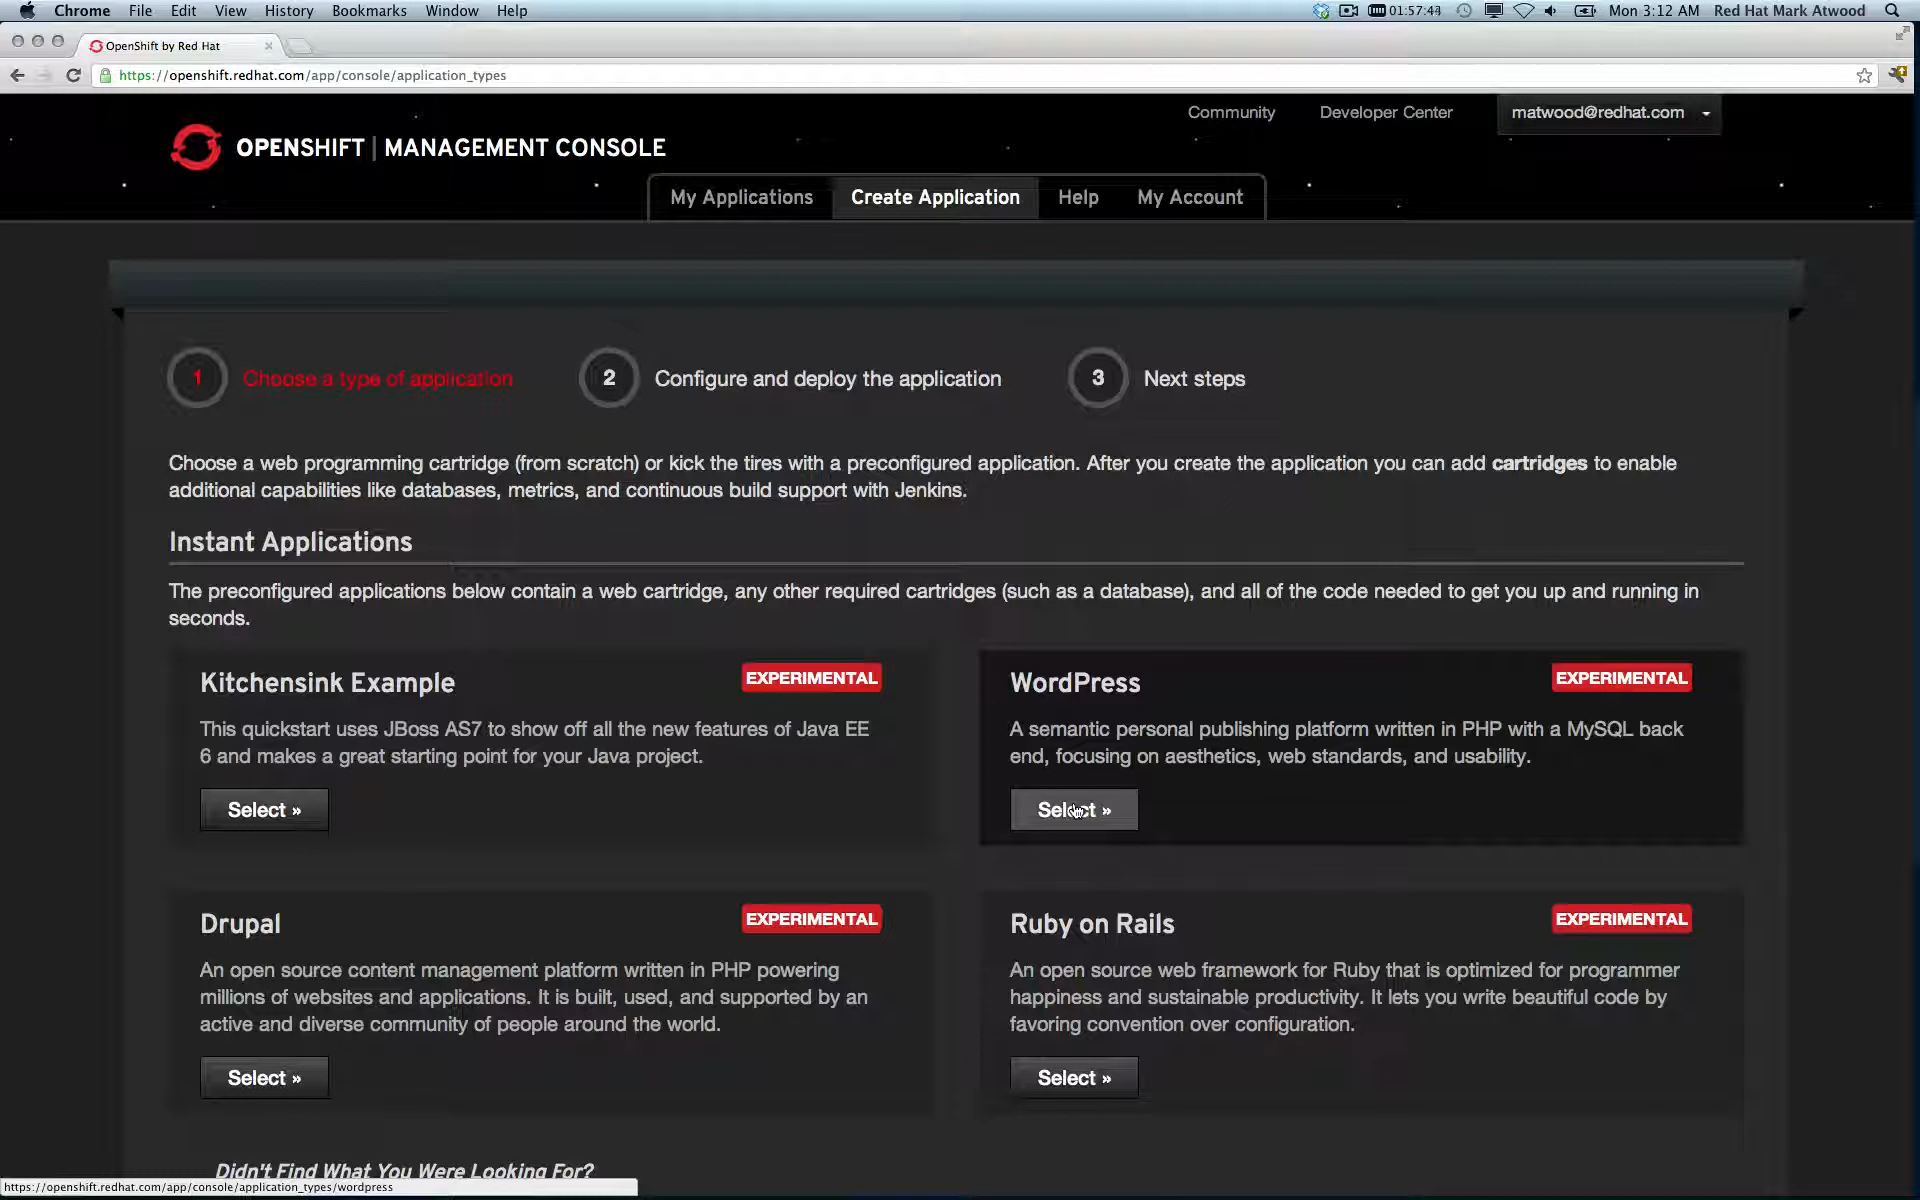 Chrome File Edit View History Bookmarks Window Help 01:57:44 Mon 3:12 AM Red Hat Mark Atwood
OpenShift by Red Hat
https://openshift.redhat.com/app/console/application_types
Community Developer Center matwood@redhat.com
OPENSHIFT | MANAGEMENT CONSOLE
My Applications Create Application Help My Account
1 Choose a type of application 2 Configure and deploy the application 3 Next steps
Choose a web programming cartridge (from scratch) or kick the tires with a preconfigured application. After you create the application you can add cartridges to enable
additional capabilities like databases, metrics, and continuous build support with Jenkins.
Instant Applications
The preconfigured applications below contain a web cartridge, any other required cartridges (such as a database), and all of the code needed to get you up and running in
seconds.
Kitchensink Example EXPERIMENTAL
This quickstart uses JBoss AS7 to show off all the new features of Java EE
6 and makes a great starting point for your Java project.
Select »
WordPress EXPERIMENTAL
A semantic personal publishing platform written in PHP with a MySQL back
end, focusing on aesthetics, web standards, and usability.
Select »
Drupal EXPERIMENTAL
An open source content management platform written in PHP powering
millions of websites and applications. It is built, used, and supported by an
active and diverse community of people around the world.
Select »
Ruby on Rails EXPERIMENTAL
An open source web framework for Ruby that is optimized for programmer
happiness and sustainable productivity. It lets you write beautiful code by
favoring convention over configuration.
Select »
Didn't Find What You Were Looking For?
https://openshift.redhat.com/app/console/application_types/wordpress